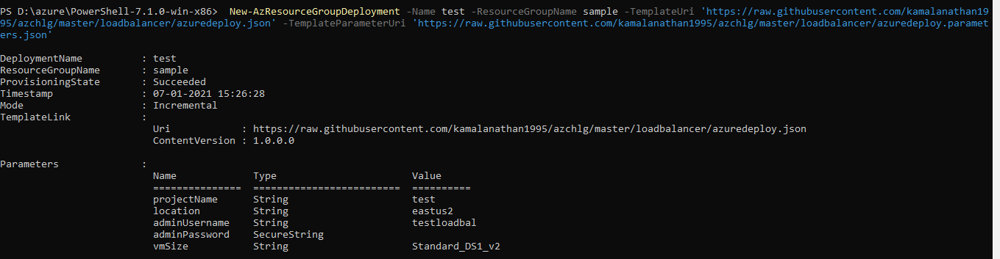 PS D:\azure\PowerShell-7.1.0-win-x86>  New-AzResourceGroupDeployment -Name test -ResourceGroupName sample -TemplateUri 'https://raw.githubusercontent.com/kamalanathan19
95/azchlg/master/loadbalancer/azuredeploy.json' -TemplateParameterUri 'https://raw.githubusercontent.com/kamalanathan1995/azchlg/master/loadbalancer/azuredeploy.paramet
ers.json'
DeploymentName          : test
ResourceGroupName       : sample
ProvisioningState       : Succeeded
Timestamp               : 07-01-2021 15:26:28
Mode                    : Incremental
TemplateLink            :
                          Uri            : https://raw.githubusercontent.com/kamalanathan1995/azchlg/master/loadbalancer/azuredeploy.json
                          ContentVersion : 1.0.0.0
Parameters              :
                          Name             Type                       Value
                          ===============  =========================  ==========
                          projectName      String                     test
                          location         String                     eastus2
                          adminUsername    String                     testloadbal
                          adminPassword    SecureString
                          vmSize           String                     Standard_DS1_v2